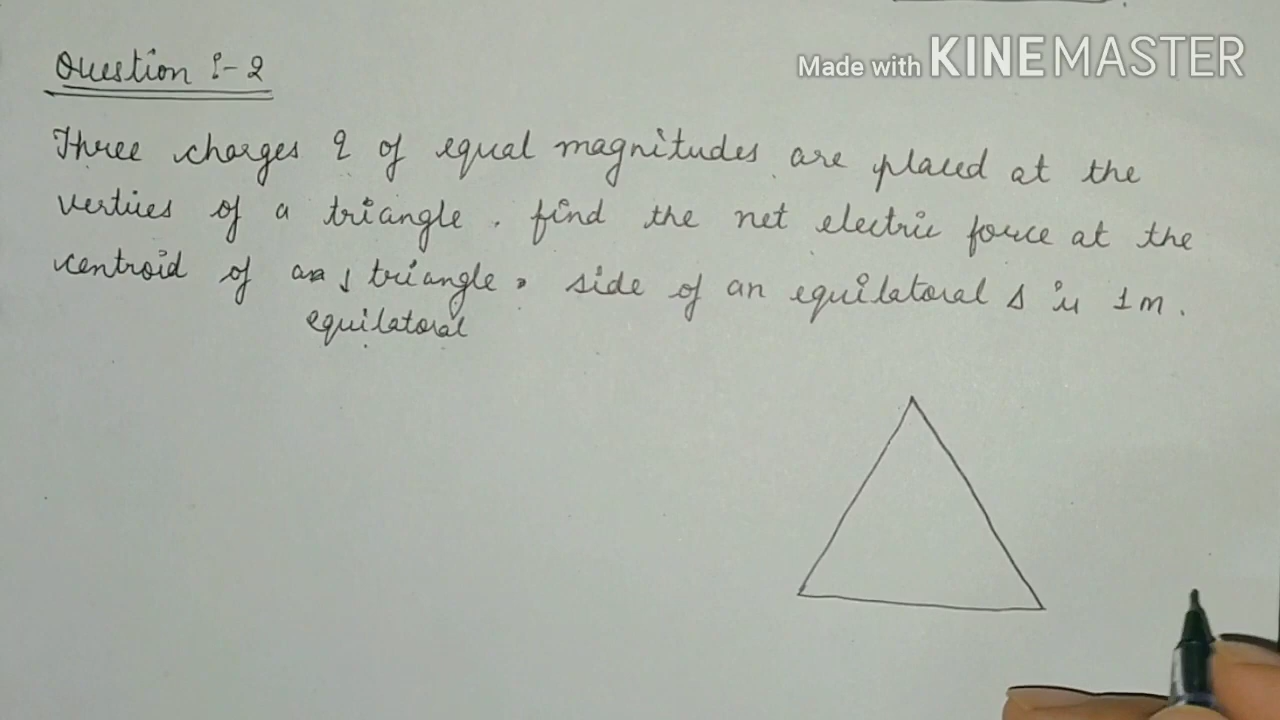 Made with KINEMASTER
Question :- 2
Three charges q of equal magnitudes are placed at the
vertices of a triangle. find the net electric force at the
centroid of an triangle. side of an equilatoral Δ is 1m.
equilatoral